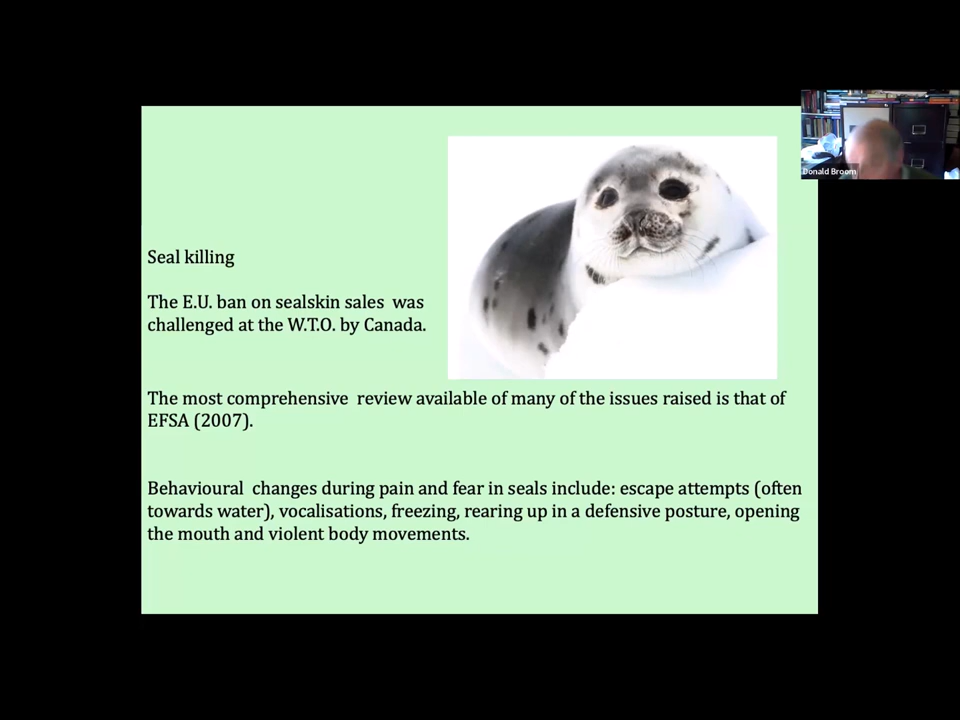 Donald Broom
Seal killing
The E.U. ban on sealskin sales was
challenged at the W.T.O. by Canada.
The most comprehensive review available of many of the issues raised is that of
EFSA (2007).
Behavioural changes during pain and fear in seals include: escape attempts (often
towards water), vocalisations, freezing, rearing up in a defensive posture, opening
the mouth and violent body movements.